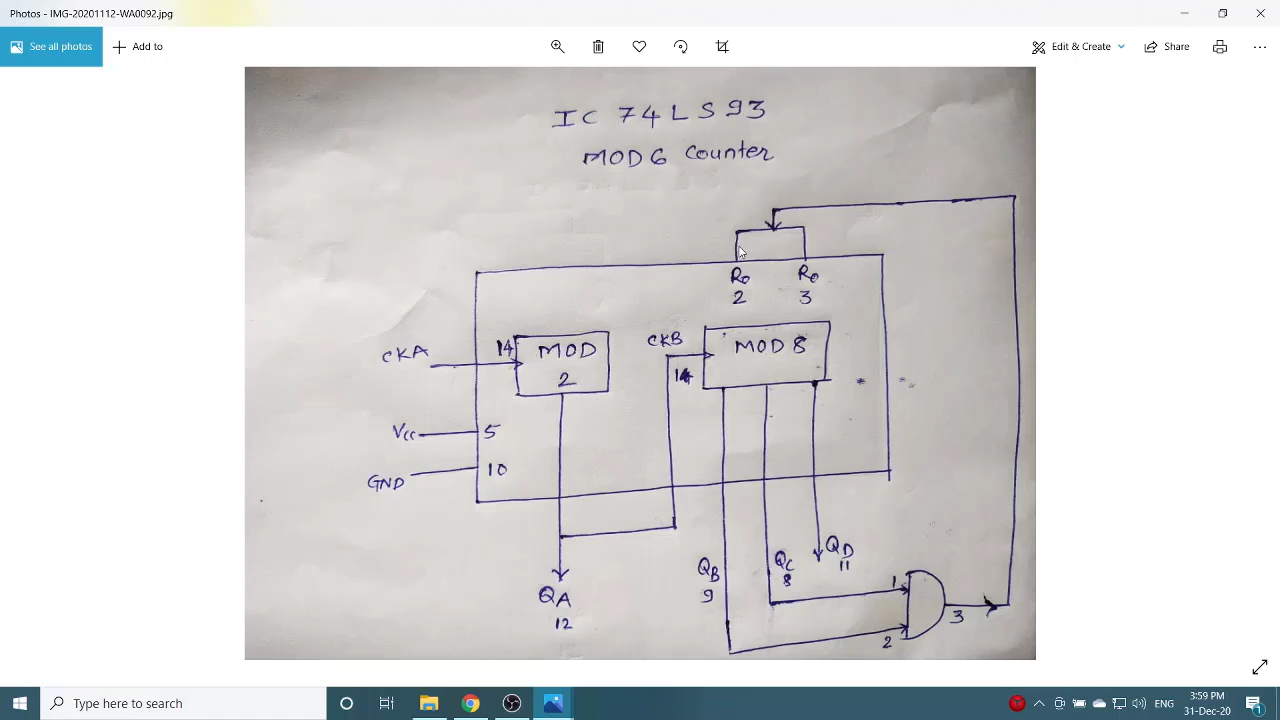 Photos - IMG-20201112-WA0092.jpg
See all photos
Add to
Edit & Create
Share
IC 74LS93
MOD 6 Counter
R0 R0
2 3
CKA
14
MOD
2
CKB
14
MOD 8
Vcc
5
GND
10
QA
12
QB
9
QC
8
QD
11
1
2
3
Type here to search
ENG
3:59 PM
31-Dec-20
1